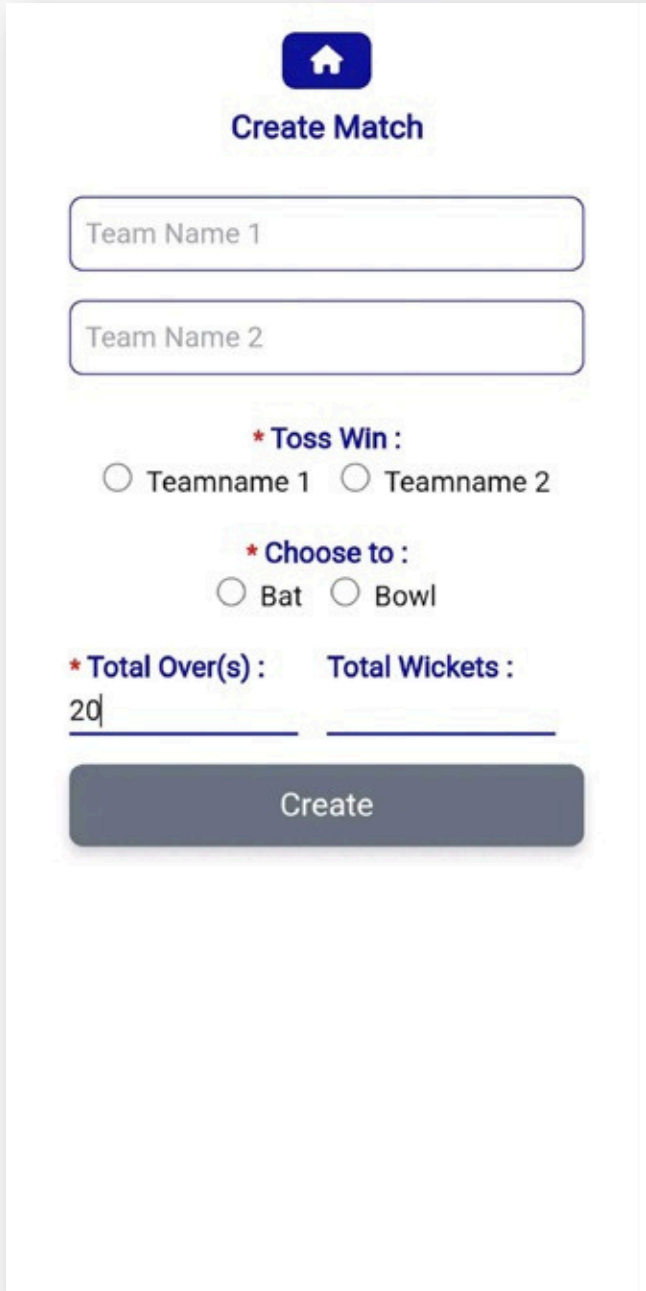 Create Match
Team Name 1
Team Name 2
* Toss Win :
Teamname 1 Teamname 2
* Choose to :
Bat Bowl
* Total Over(s) : Total Wickets :
20
Create